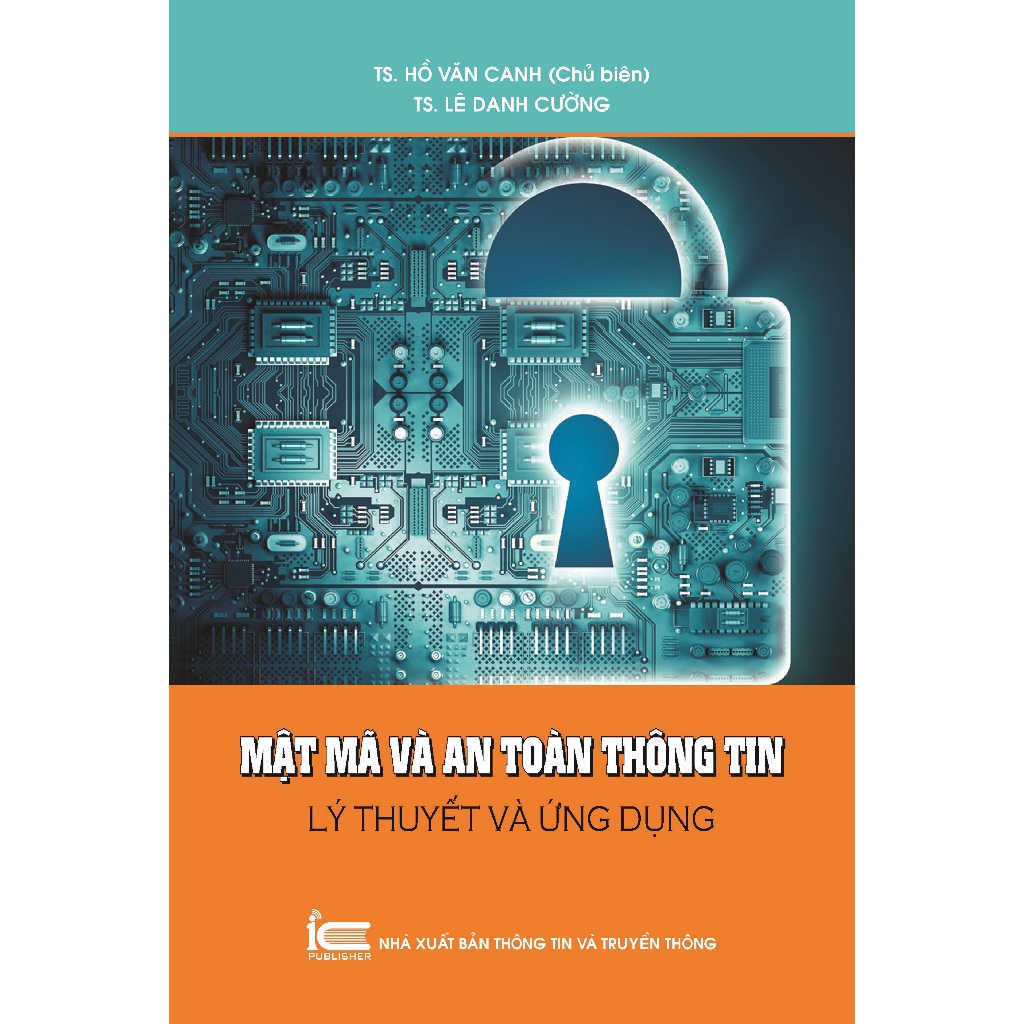 TS. HỒ VĂN CANH (Chủ biên)
TS. LÊ DANH CƯỜNG
MẬT MÃ VÀ AN TOÀN THÔNG TIN
LÝ THUYẾT VÀ ỨNG DỤNG
ic
PUBLISHER
NHÀ XUẤT BẢN THÔNG TIN VÀ TRUYỀN THÔNG